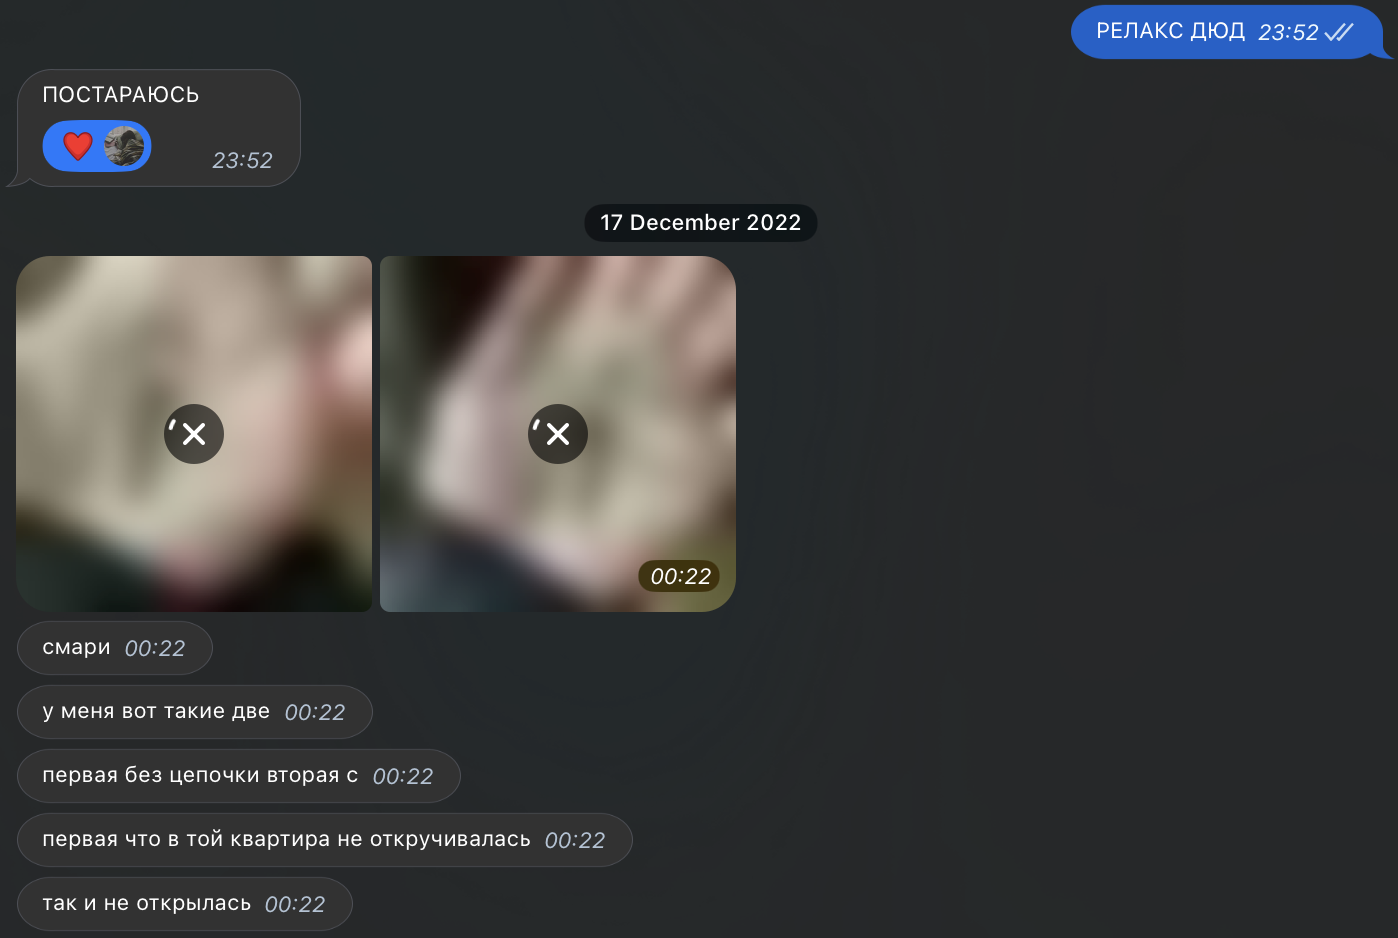 РЕЛАКС ДЮД 23:52
ПОСТАРАЮСЬ
23:52
17 December 2022
00:22
смари 00:22
у меня вот такие две 00:22
первая без цепочки вторая с 00:22
первая что в той квартира не откручивалась 00:22
так и не открылась 00:22